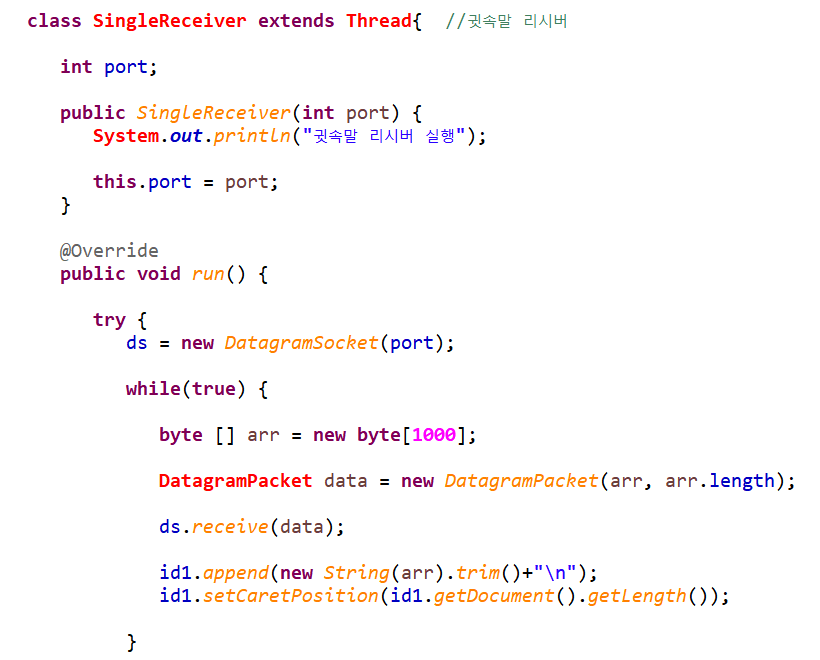 class SingleReceiver extends Thread{  //귓속말 리시버
int port;
public SingleReceiver(int port) {
System.out.println("귓속말 리시버 실행");
this.port = port;
}
@Override
public void run() {
try {
ds = new DatagramSocket(port);
while(true) {
byte [] arr = new byte[1000];
DatagramPacket data = new DatagramPacket(arr, arr.length);
ds.receive(data);
id1.append(new String(arr).trim()+"\n");
id1.setCaretPosition(id1.getDocument().getLength());
}